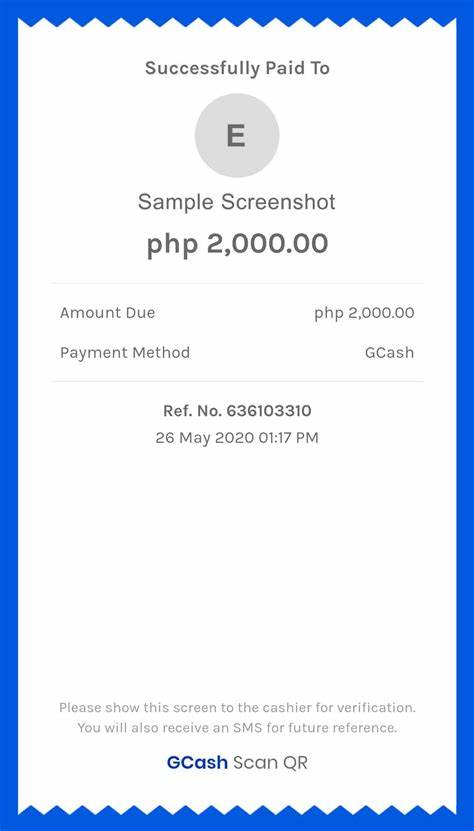 Successfully Paid To
E
Sample Screenshot
php 2,000.00
Amount Due php 2,000.00
Payment Method GCash
Ref. No. 636103310
26 May 2020 01:17 PM
Please show this screen to the cashier for verification.
You will also receive an SMS for future reference.
GCash Scan QR